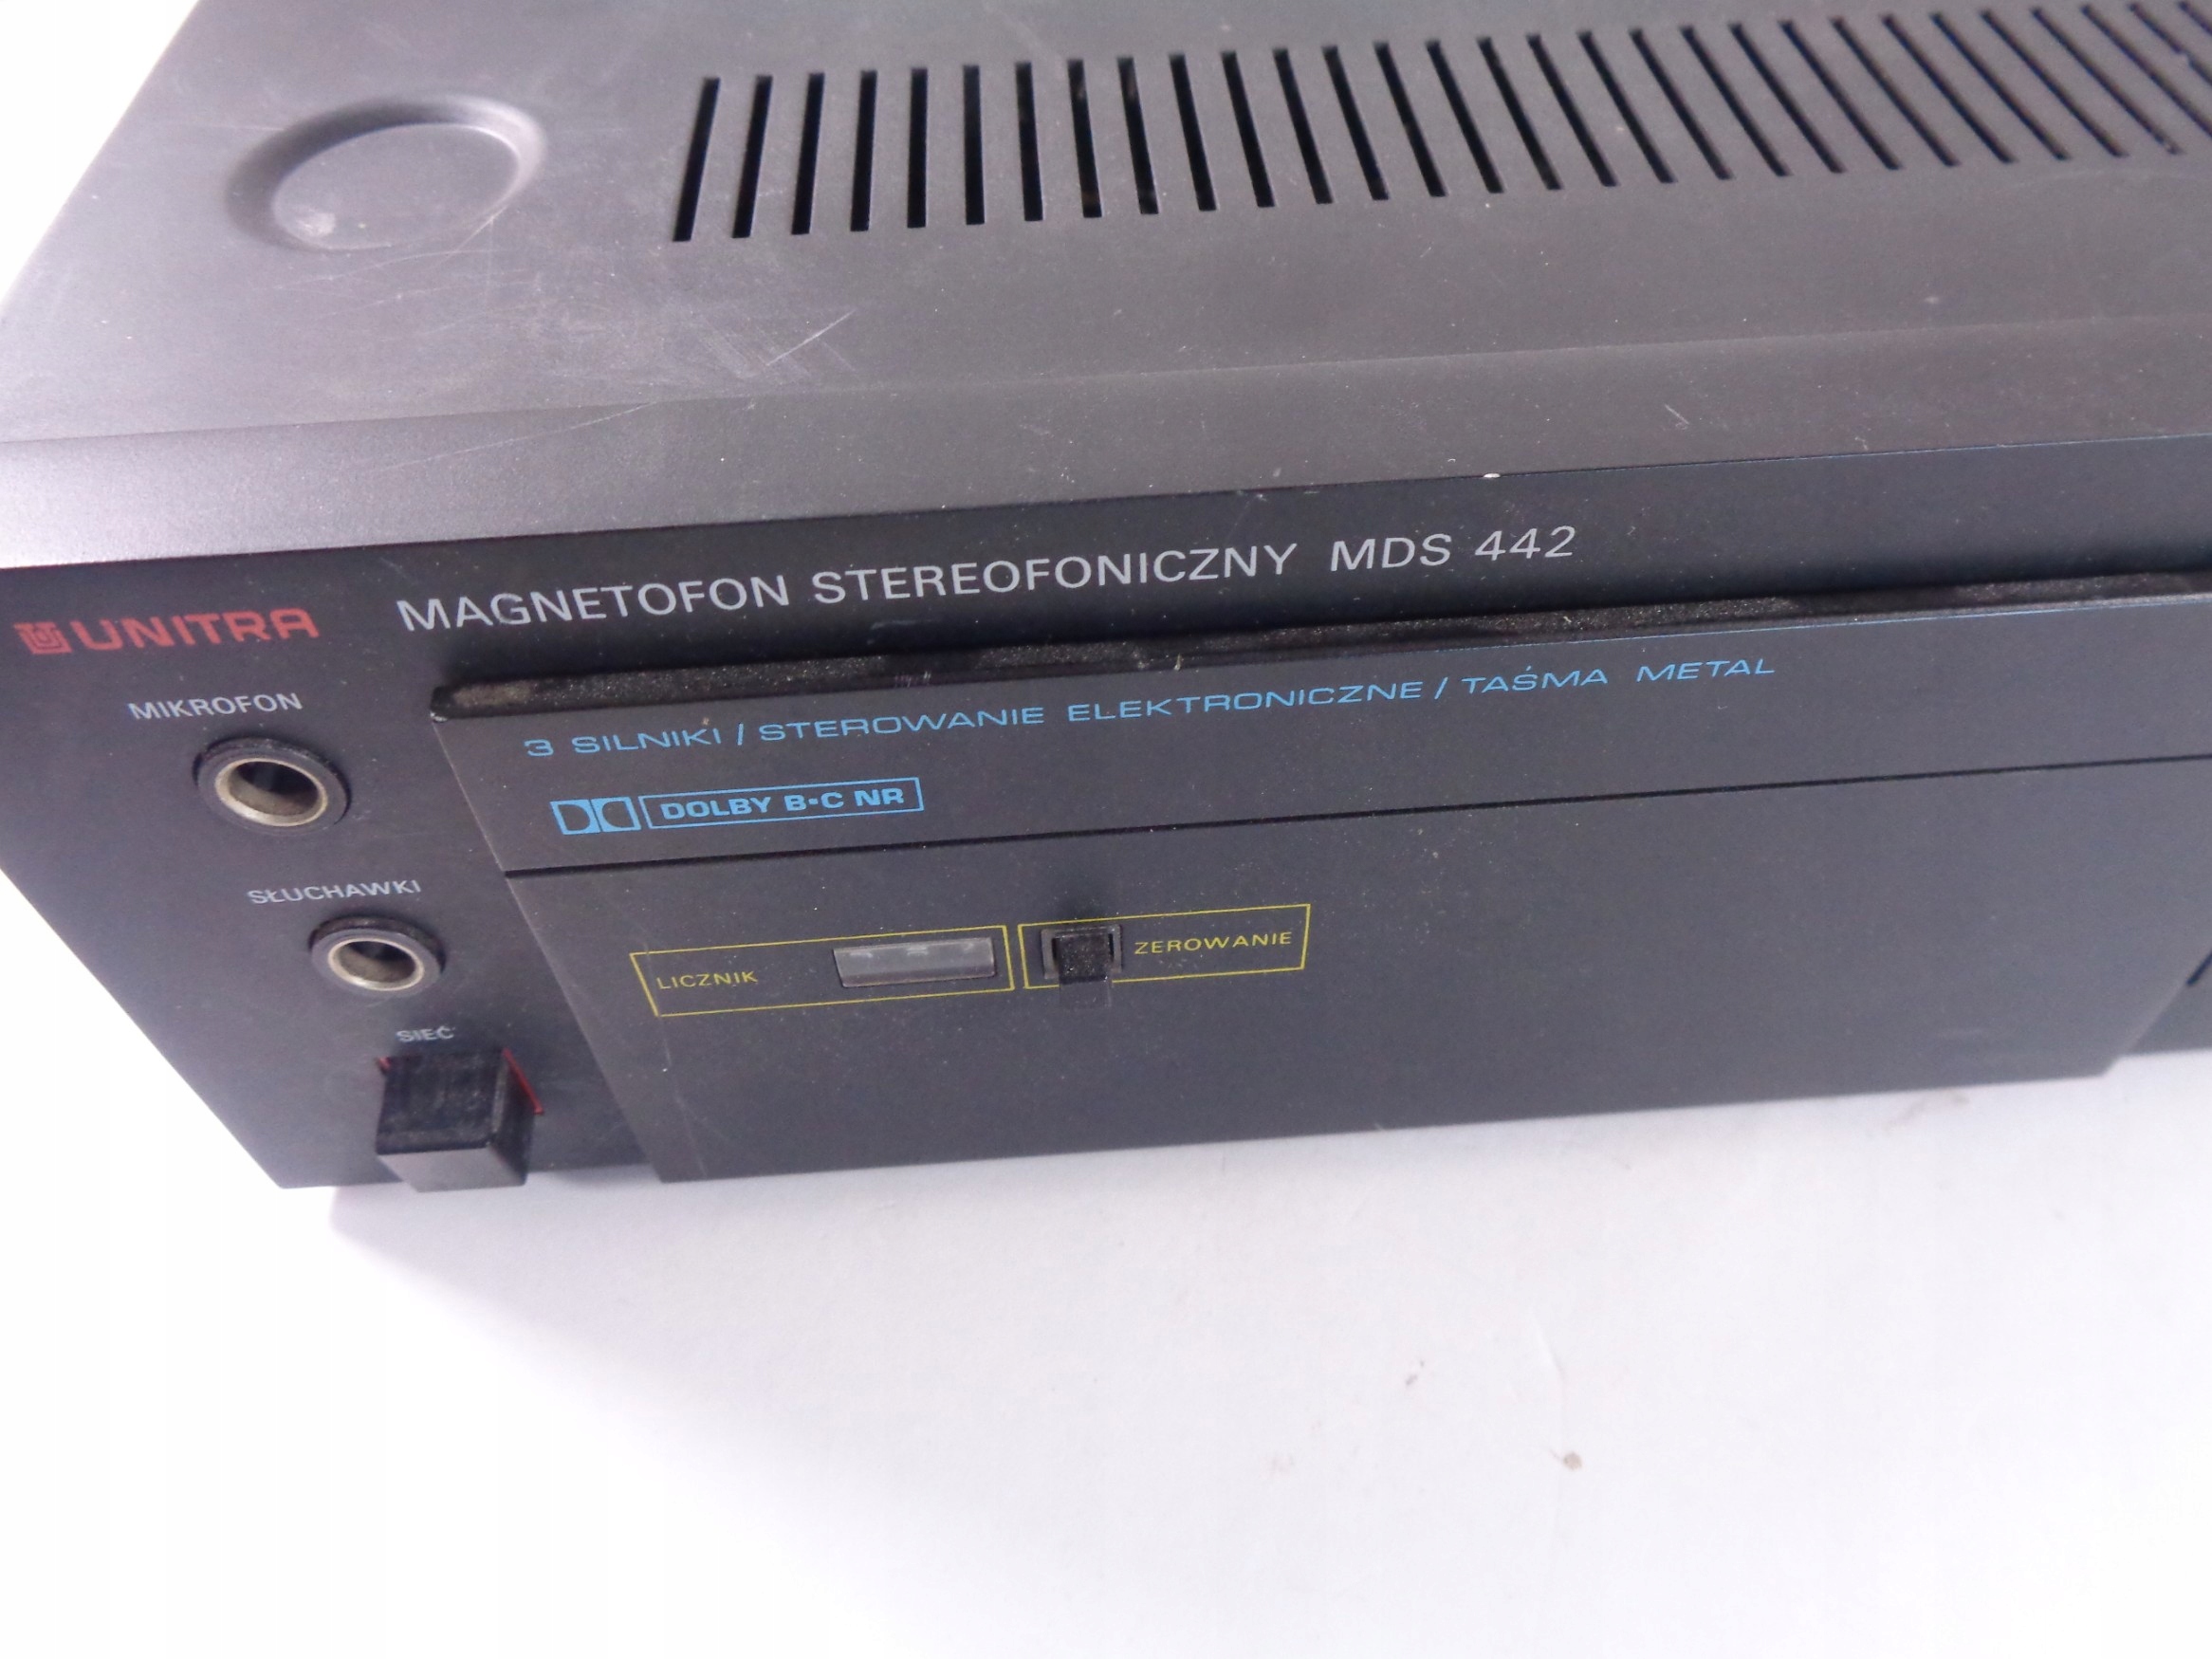 UNITRA
MAGNETOFON STEREOFONICZNY MDS 442
MIKROFON
3 SILNIKI / STEROWANIE ELEKTRONICZNE / TAŚMA METAL
DOLBY B•C NR
SŁUCHAWKI
LICZNIK
ZEROWANIE
SIEĆ